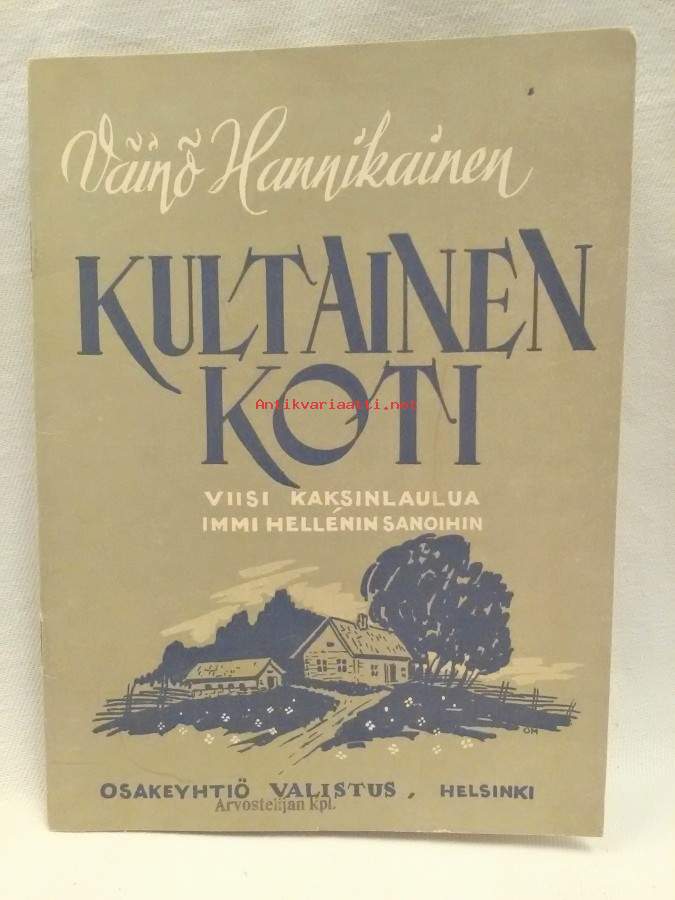 Väinö Hannikainen
KULTAINEN
KOTI
Antikvariaatti.net
VIISI KAKSINLAULUA
IMMI HELLÉNIN SANOIHIN
OM
OSAKEYHTIÖ VALISTUS, HELSINKI
Arvostelijan kpl.